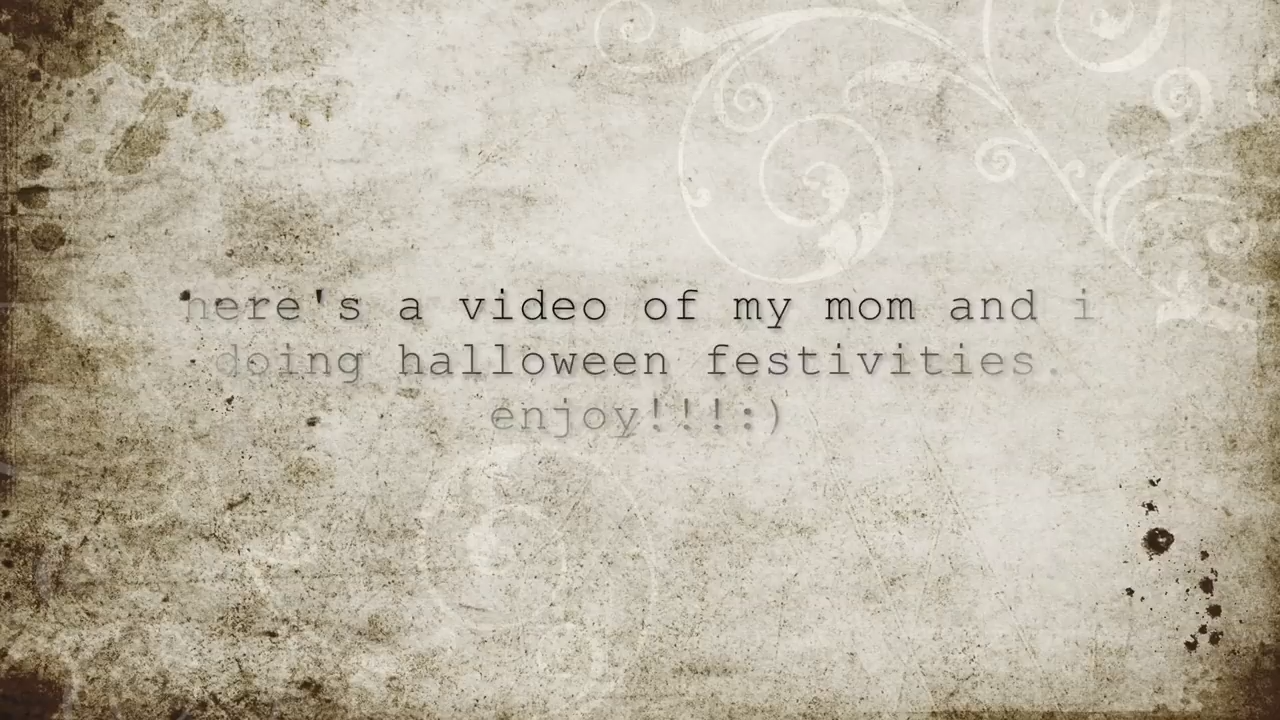 here's a video of my mom and i
doing halloween festivities.
enjoy!!!:)